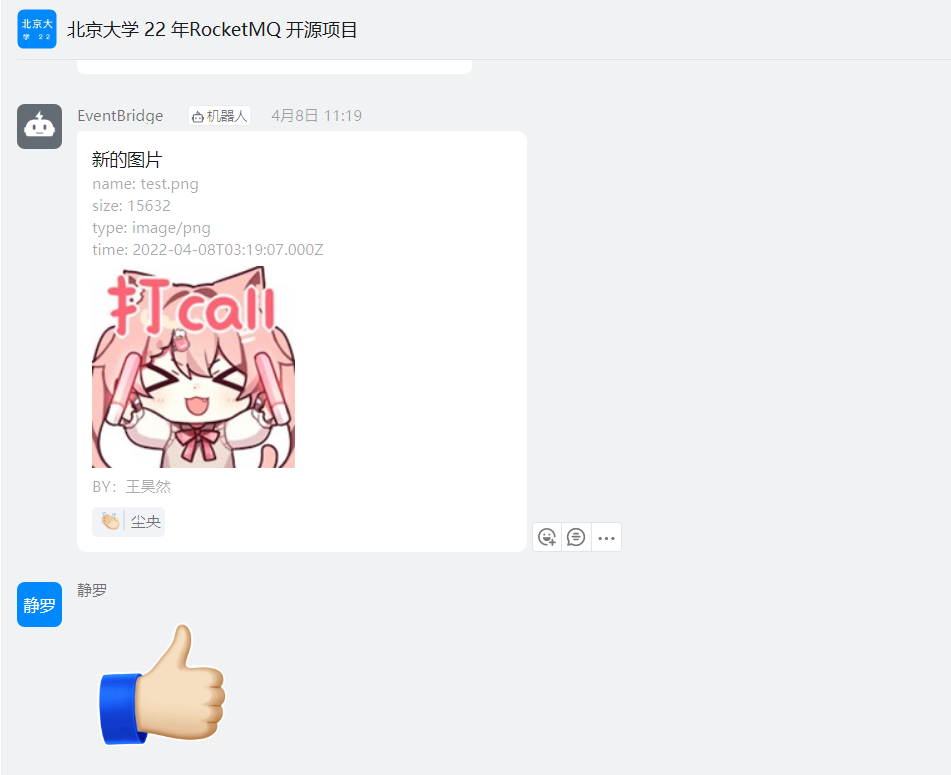 北京大
学 22
北京大学 22 年RocketMQ 开源项目
EventBridge 机器人 4月8日 11:19
新的图片
name: test.png
size: 15632
type: image/png
time: 2022-04-08T03:19:07.000Z
打call
BY：王昊然
尘央
静罗
静罗